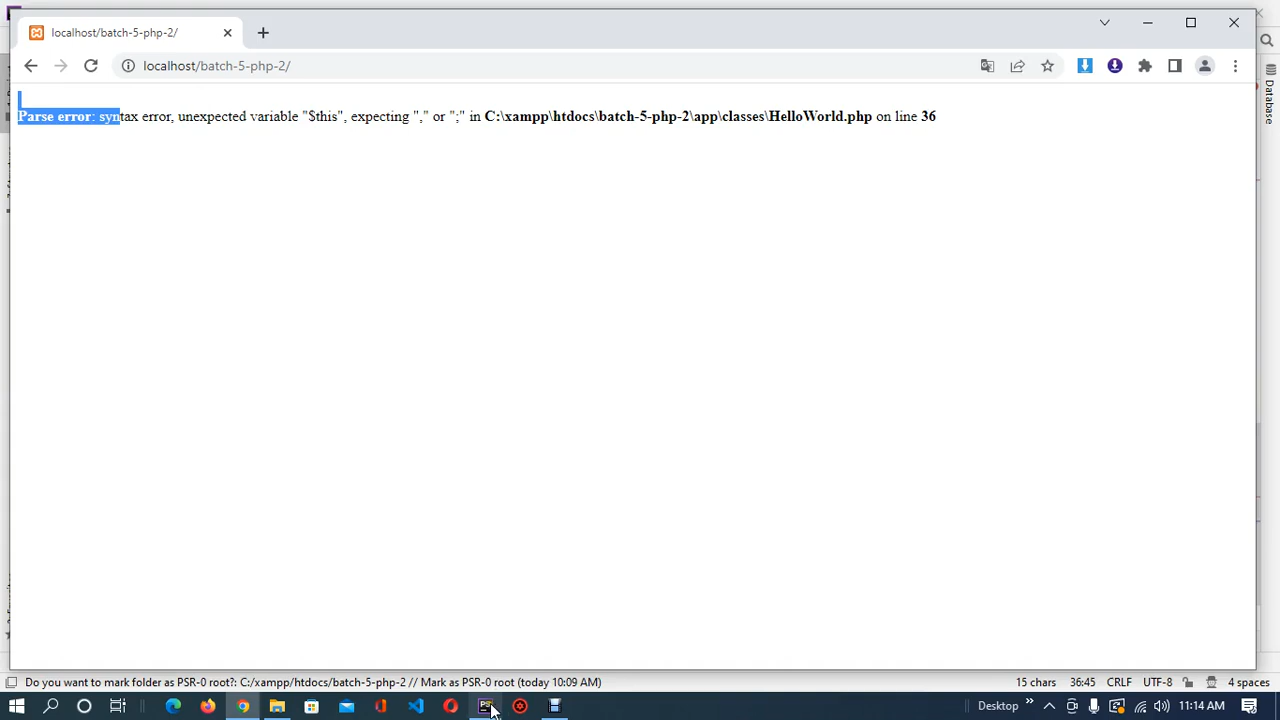 localhost/batch-5-php-2/
localhost/batch-5-php-2/
Parse error: syntax error, unexpected variable "$this", expecting "," or ";" in C:\xampp\htdocs\batch-5-php-2\app\classes\HelloWorld.php on line 36
Database
Do you want to mark folder as PSR-0 root?: C:/xampp/htdocs/batch-5-php-2 // Mark as PSR-0 root (today 10:09 AM)
15 chars
36:45
CRLF
UTF-8
4 spaces
Desktop
11:14 AM